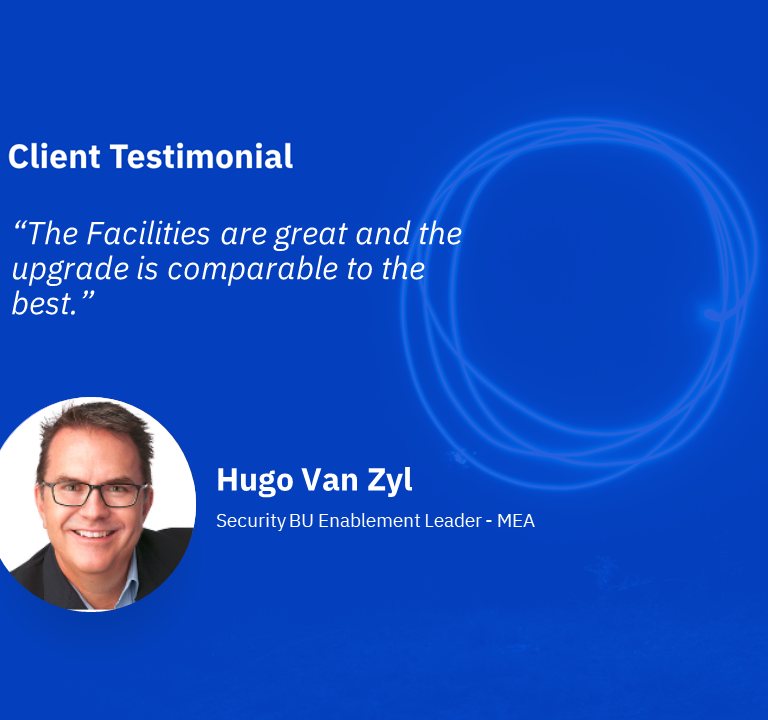 Client Testimonial
“The Facilities are great and the
upgrade is comparable to the
best.”
Hugo Van Zyl
Security BU Enablement Leader - MEA